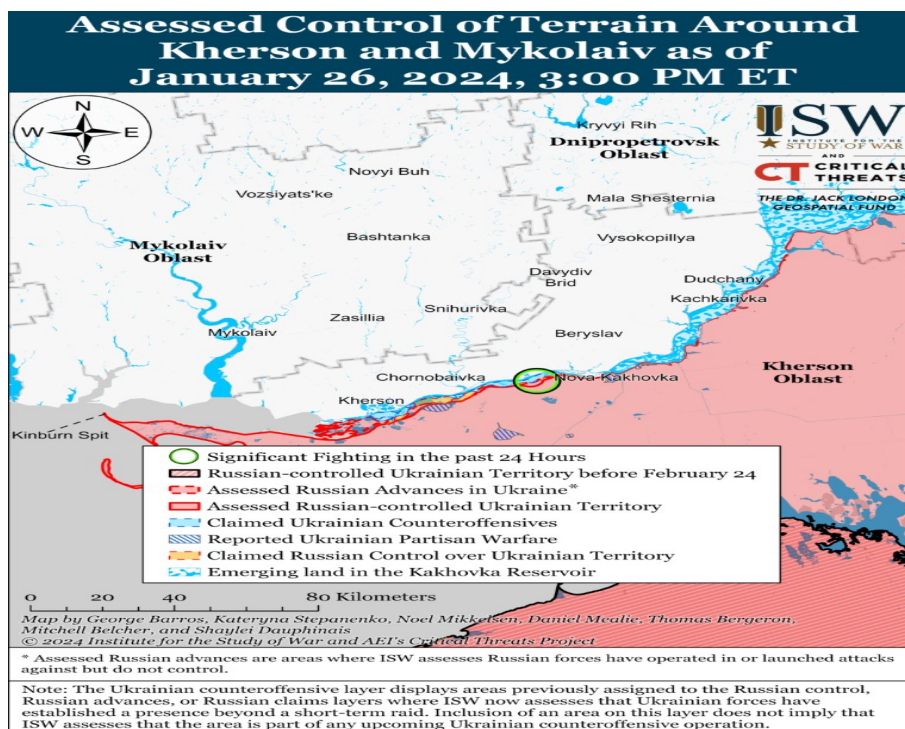 Assessed Control of Terrain Around
Kherson and Mykolaiv as of
January 26, 2024, 3:00 PM ET
N
W
E
S
ISW
INSTITUTE FOR THE
STUDY OF WAR
AND
CT CRITICAL
THREATS
THE DR. JACK LONDON
GEOSPATIAL FUND
Kryvyi Rih
Dnipropetrovsk
Oblast
Novyi Buh
Vozsiyats'ke
Mala Shesternia
Mykolaiv
Oblast
Bashtanka
Vysokopillya
Davydiv
Brid
Dudchany
Kachkarivka
Snihurivka
Zasillia
Mykolaiv
Beryslav
Chornobaivka
Nova Kakhovka
Kherson
Oblast
Kherson
Kinburn Spit
Significant Fighting in the past 24 Hours
Russian-controlled Ukrainian Territory before February 24
Assessed Russian Advances in Ukraine*
Assessed Russian-controlled Ukrainian Territory
Claimed Ukrainian Counteroffensives
Reported Ukrainian Partisan Warfare
Claimed Russian Control over Ukrainian Territory
Emerging land in the Kakhovka Reservoir
0 20 40 80 Kilometers
Map by George Barros, Kateryna Stepanenko, Noel Mikkelsen, Daniel Mealie, Thomas Bergeron,
Mitchell Belcher, and Shaylei Dauphinais
© 2024 Institute for the Study of War and AEI's Critical Threats Project
* Assessed Russian advances are areas where ISW assesses Russian forces have operated in or launched attacks
against but do not control.
Note: The Ukrainian counteroffensive layer displays areas previously assigned to the Russian control,
Russian advances, or Russian claims layers where ISW now assesses that Ukrainian forces have
established a presence beyond a short-term raid. Inclusion of an area on this layer does not imply that
ISW assesses that the area is part of any upcoming Ukrainian counteroffensive operation.